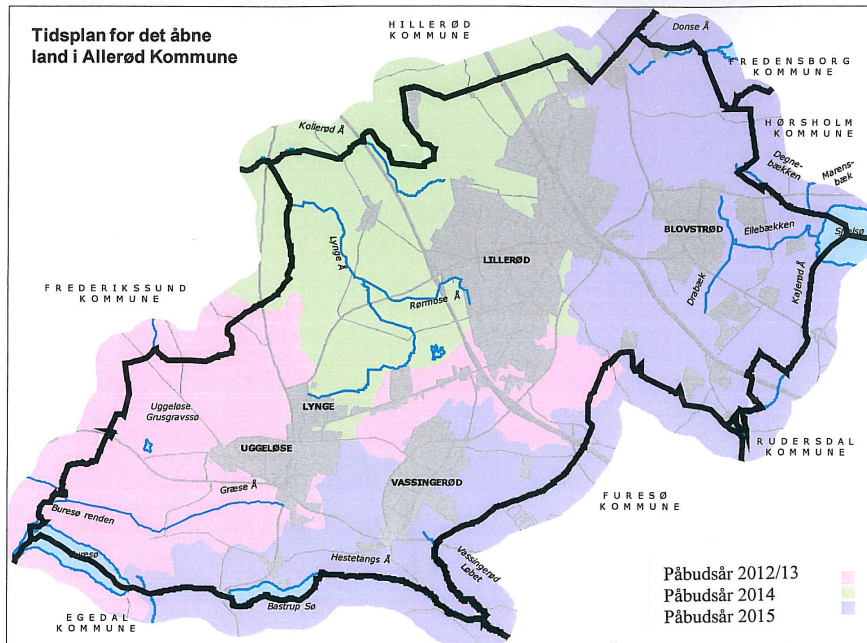 Tidsplan for det åbne
land i Allerød Kommune
HILLERØD
KOMMUNE
Donse Å
FREDENSBORG
KOMMUNE
HØRSHOLM
KOMMUNE
Kollerød Å
Degne-
bækken
Marens-
bæk
BLOVSTRØD
Ellebækken
Sjælsø
LILLERØD
Lynge Å
Drabæk
Kajerød Å
FREDERIKSSUND
KOMMUNE
Rørmose Å
LYNGE
Uggeløse
Grusgravssø
UGGELØSE
RUDERSDAL
KOMMUNE
VASSINGERØD
Græse Å
FURESØ
KOMMUNE
Buresø renden
Buresø
Hestetangs Å
Vassingerød
Løbet
Bastrup Sø
EGEDAL
KOMMUNE
Påbudsår 2012/13
Påbudsår 2014
Påbudsår 2015